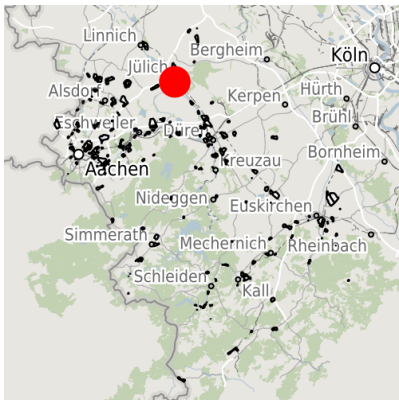 Linnich
Bergheim
Köln
Jülich
Alsdorf
Kerpen
Hürth
Eschweiler
Düren
Brühl
Kreuzau
Bornheim
Aachen
Nideggen
Euskirchen
Simmerath
Mechernich
Rheinbach
Schleiden
Kall